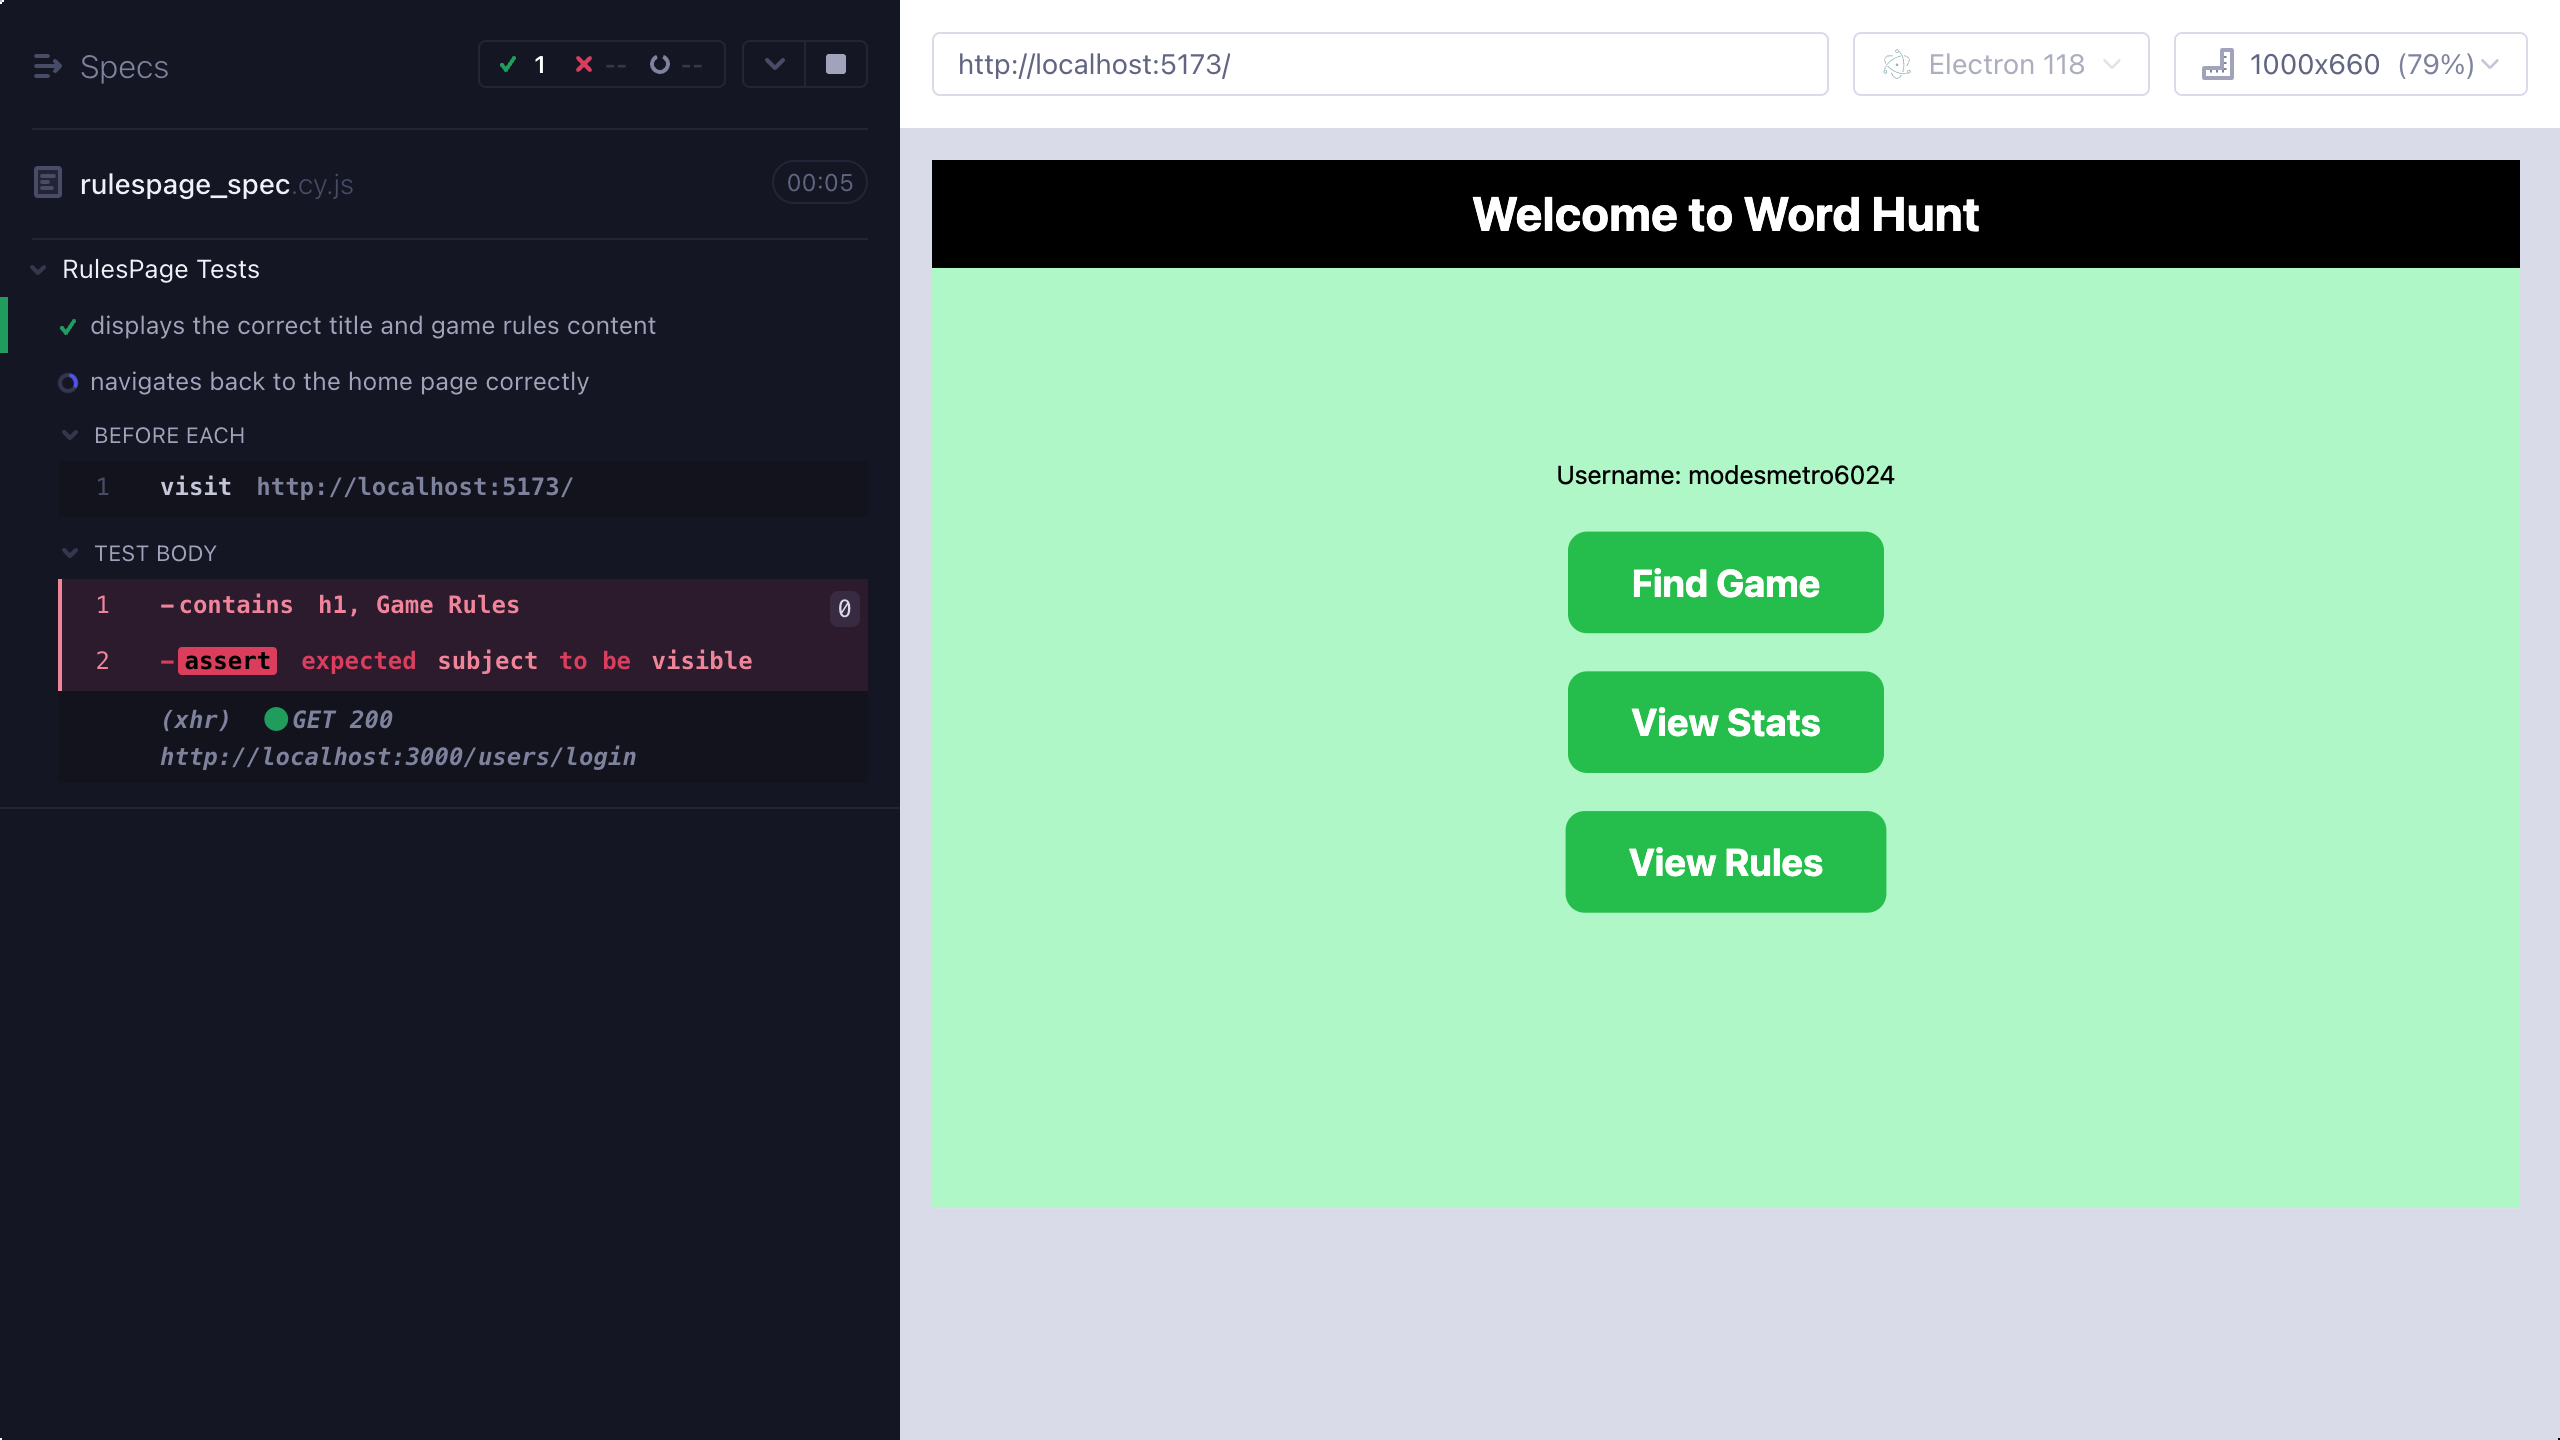 Specs
1 -- --
rulespage_spec.cy.js 00:05
RulesPage Tests
displays the correct title and game rules content
navigates back to the home page correctly
BEFORE EACH
1 visit http://localhost:5173/
TEST BODY
1 -contains h1, Game Rules 0
2 -assert expected subject to be visible
(xhr) GET 200
http://localhost:3000/users/login
http://localhost:5173/
Electron 118
1000x660 (79%)
Welcome to Word Hunt
Username: modesmetro6024
Find Game
View Stats
View Rules